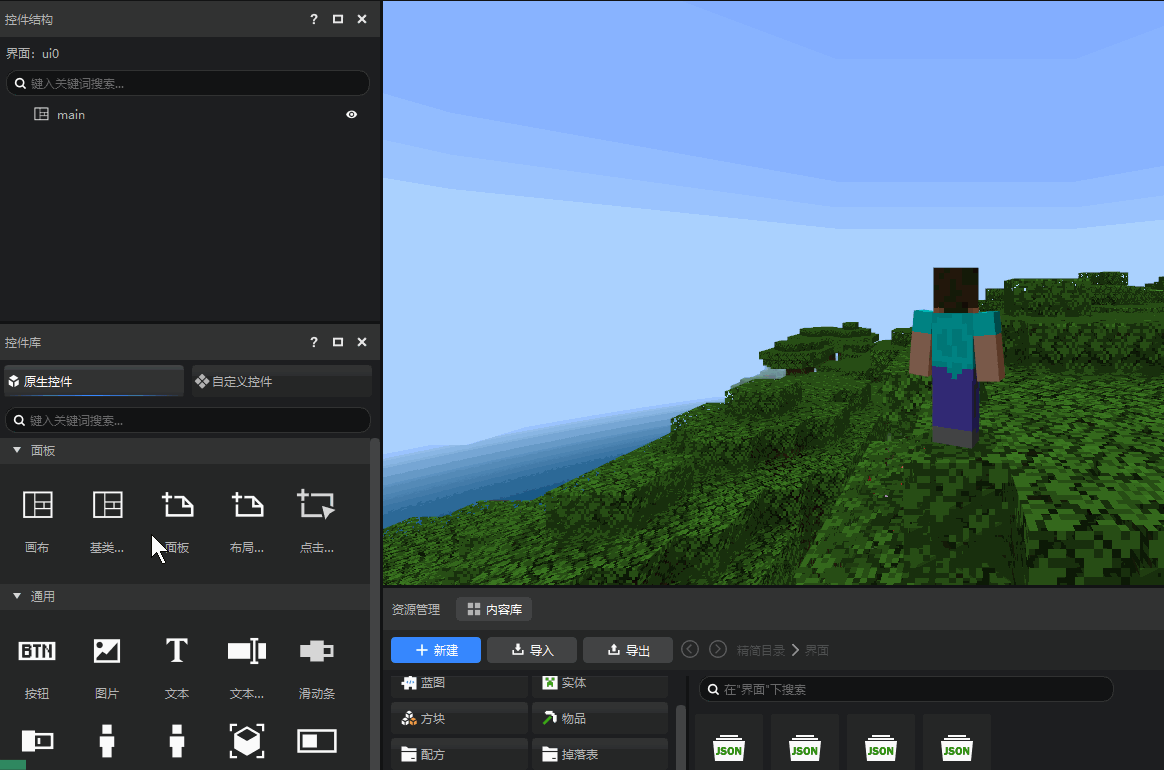 控件结构
界面: ui0
键入关键词搜索...
main
控件库
原生控件 自定义控件
键入关键词搜索...
面板
画布 基类... 面板 布局... 点击...
通用
BTN T
按钮 图片 文本 文本... 滑动条
资源管理 内容库
新建 导入 导出 精简目录 界面
蓝图 实体 在"界面"下搜索
方块 物品
配方 掉落表
JSON JSON JSON JSON